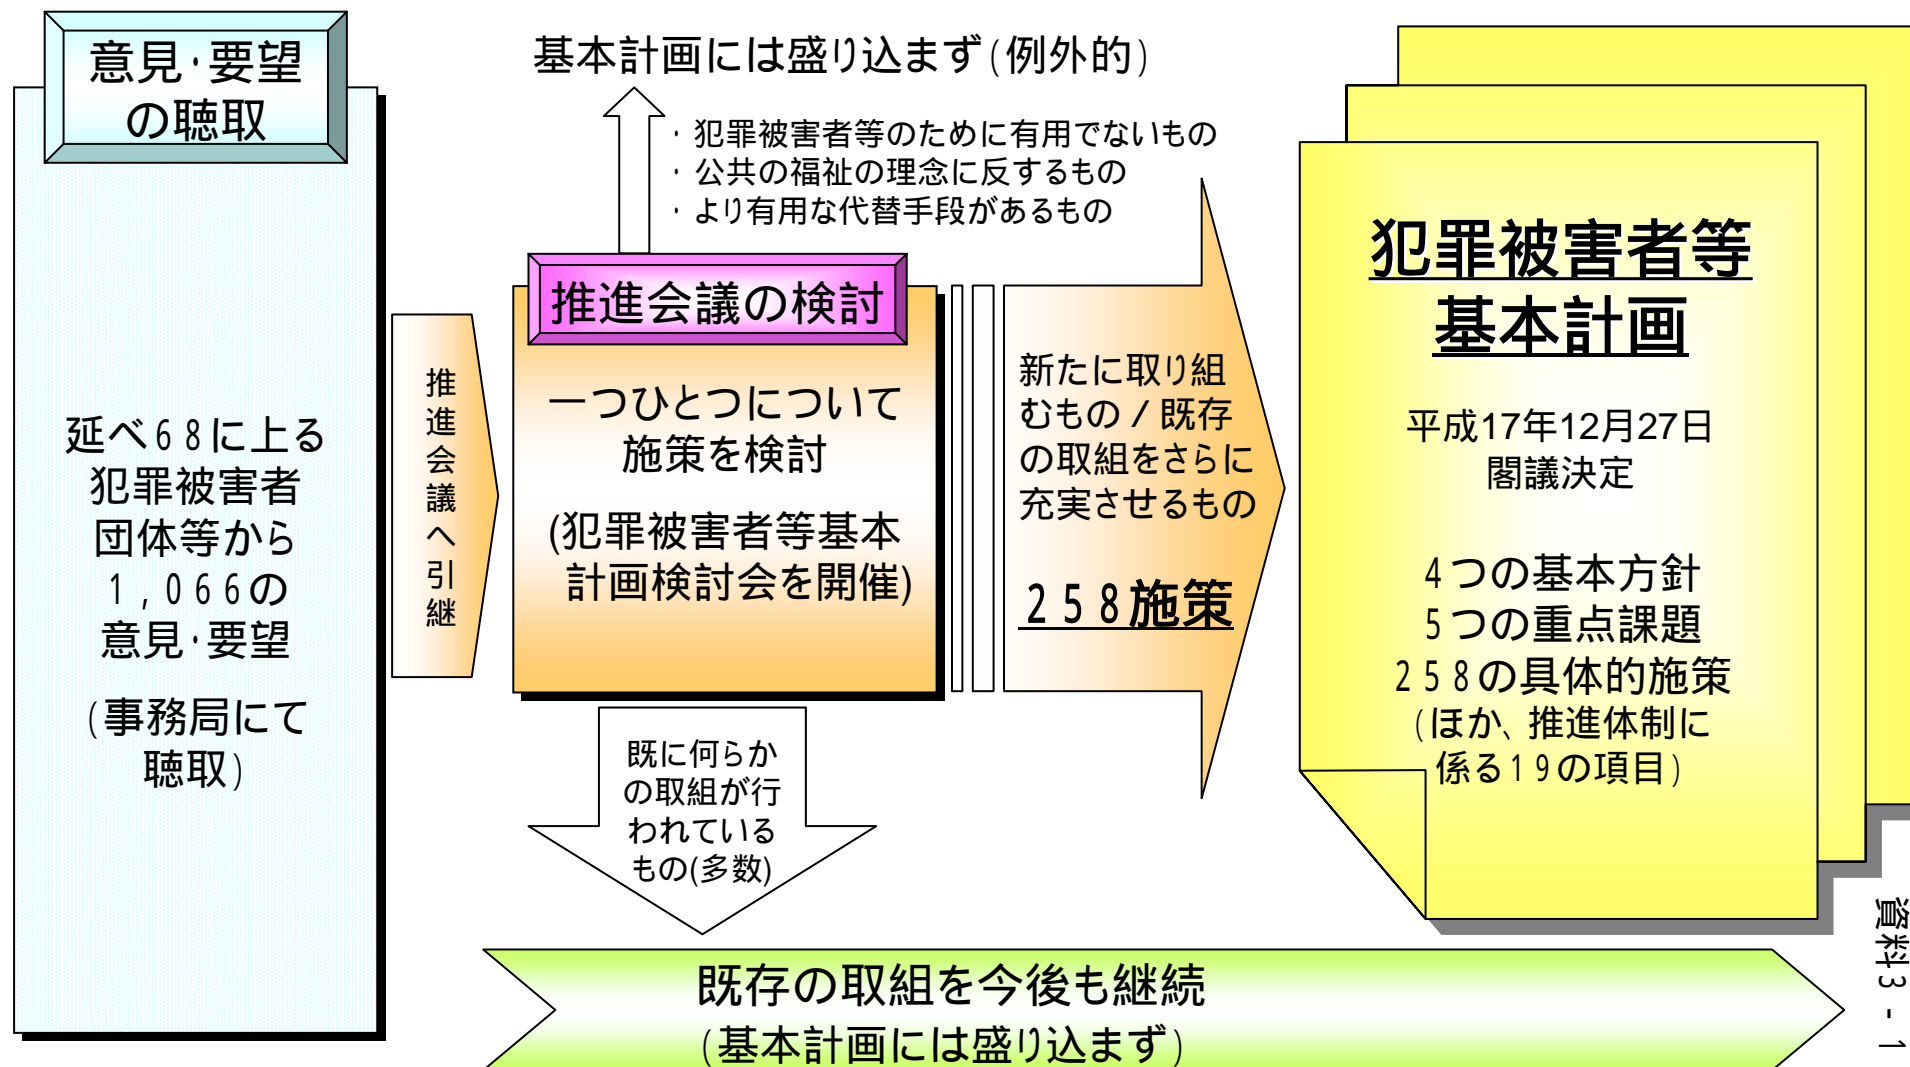 意見・要望
の聴取
延べ68に上る
犯罪被害者
団体等から
1,066の
意見・要望
(事務局にて
聴取)
推進会議へ引継
基本計画には盛り込まず(例外的)
・犯罪被害者等のために有用でないもの
・公共の福祉の理念に反するもの
・より有用な代替手段があるもの
推進会議の検討
一つひとつについて
施策を検討
(犯罪被害者等基本
計画検討会を開催)
既に何らか
の取組が行
われている
もの(多数)
新たに取り組
むもの/既存
の取組をさらに
充実させるもの
258施策
犯罪被害者等
基本計画
平成17年12月27日
閣議決定
4つの基本方針
5つの重点課題
258の具体的施策
(ほか、推進体制に
係る19の項目)
既存の取組を今後も継続
(基本計画には盛り込まず)
資料3-1